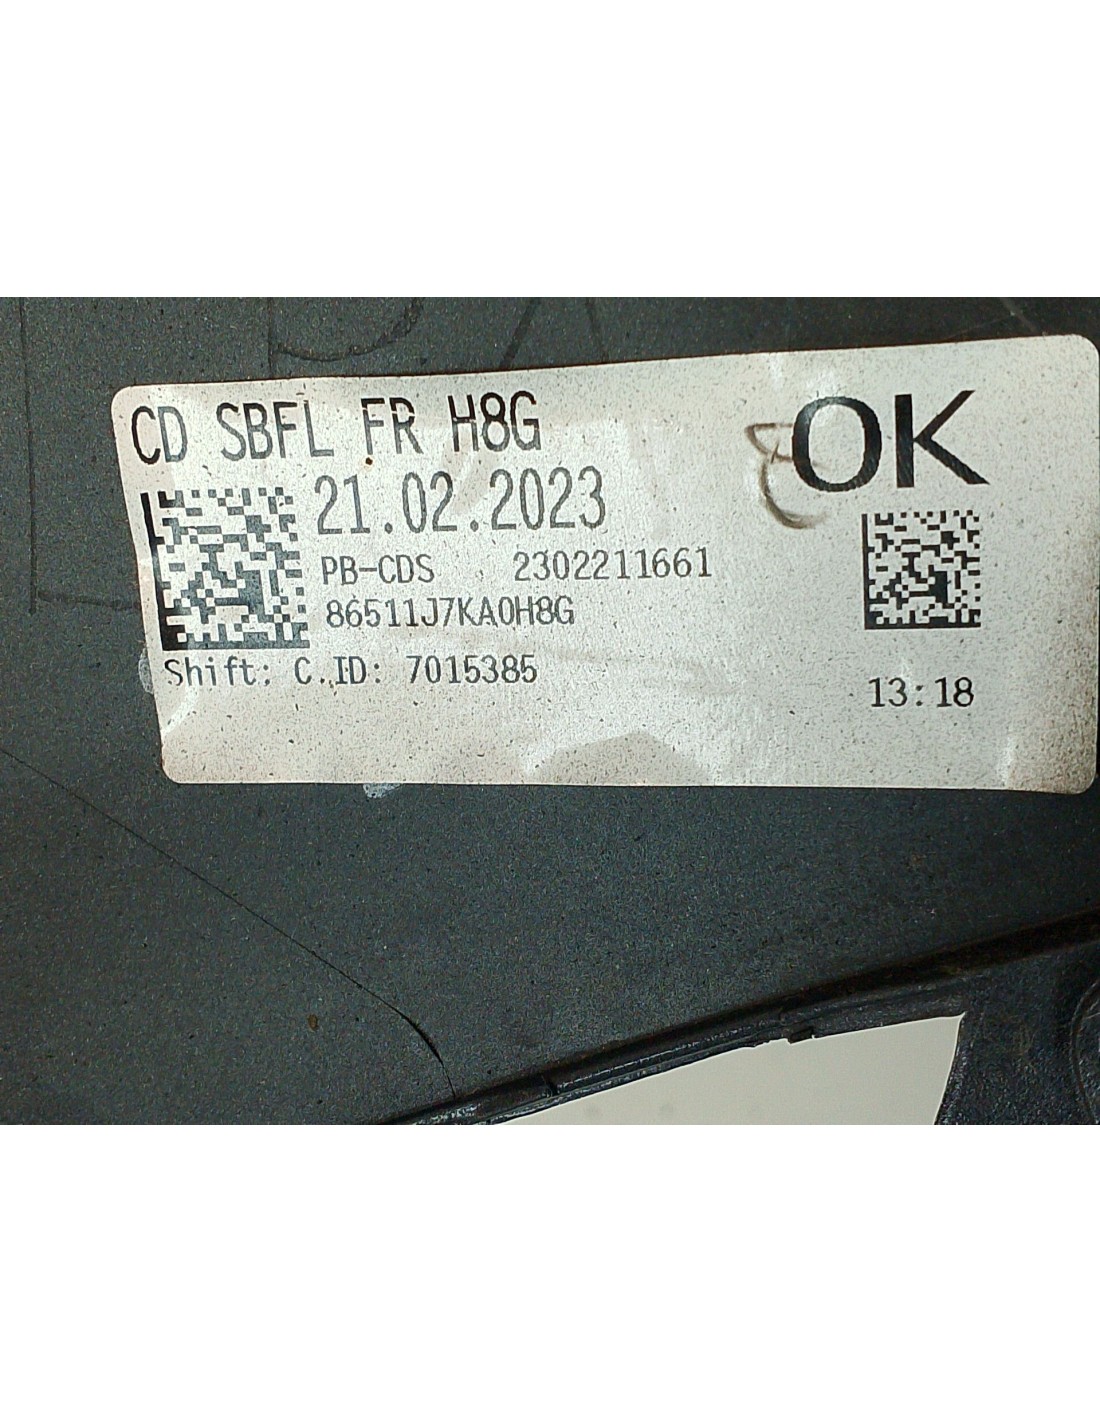 CD SBFL FR H8G
OK
21.02.2023
PB-CDS 2302211661
86511J7KA0H8G
Shift: C.ID: 7015385
13:18